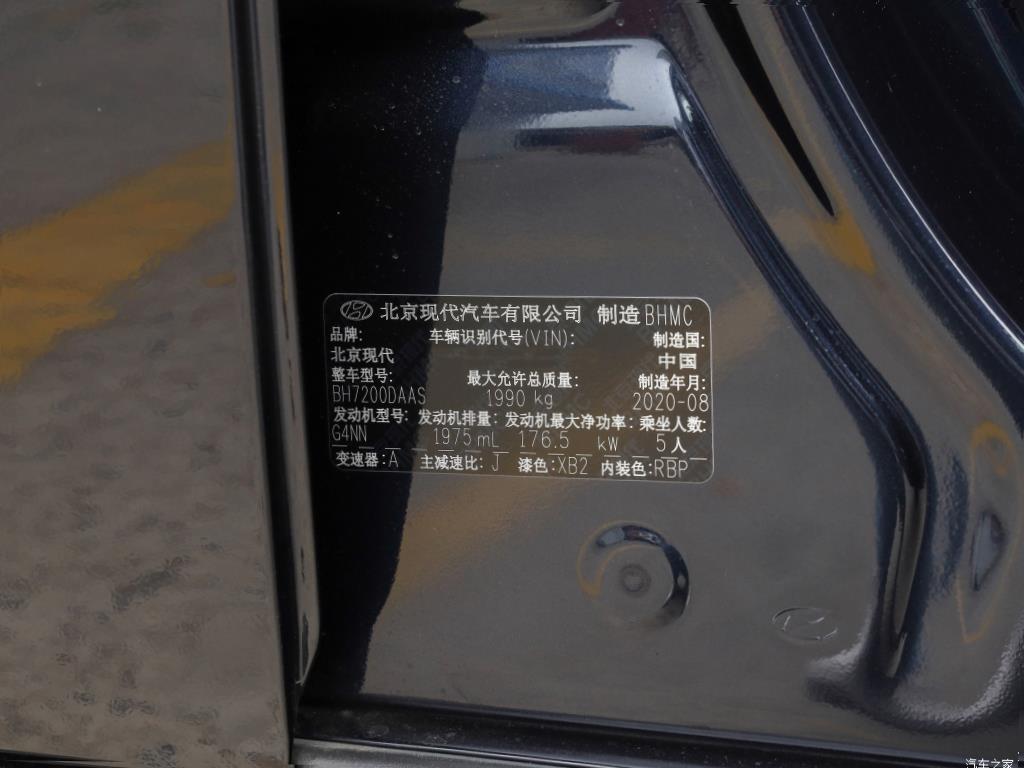 北京现代汽车有限公司 制造 BHMC
品牌: 车辆识别代号(VIN): 制造国:
北京现代 中国
整车型号: 最大允许总质量: 制造年月:
BH7200DAAS 1990 kg 2020-08
发动机型号: 发动机排量: 发动机最大净功率: 乘坐人数:
G4NN 1975 mL 176.5 kW 5 人
变速器: A 主减速比: J 漆色: XB2 内装色: RBP
汽车之家